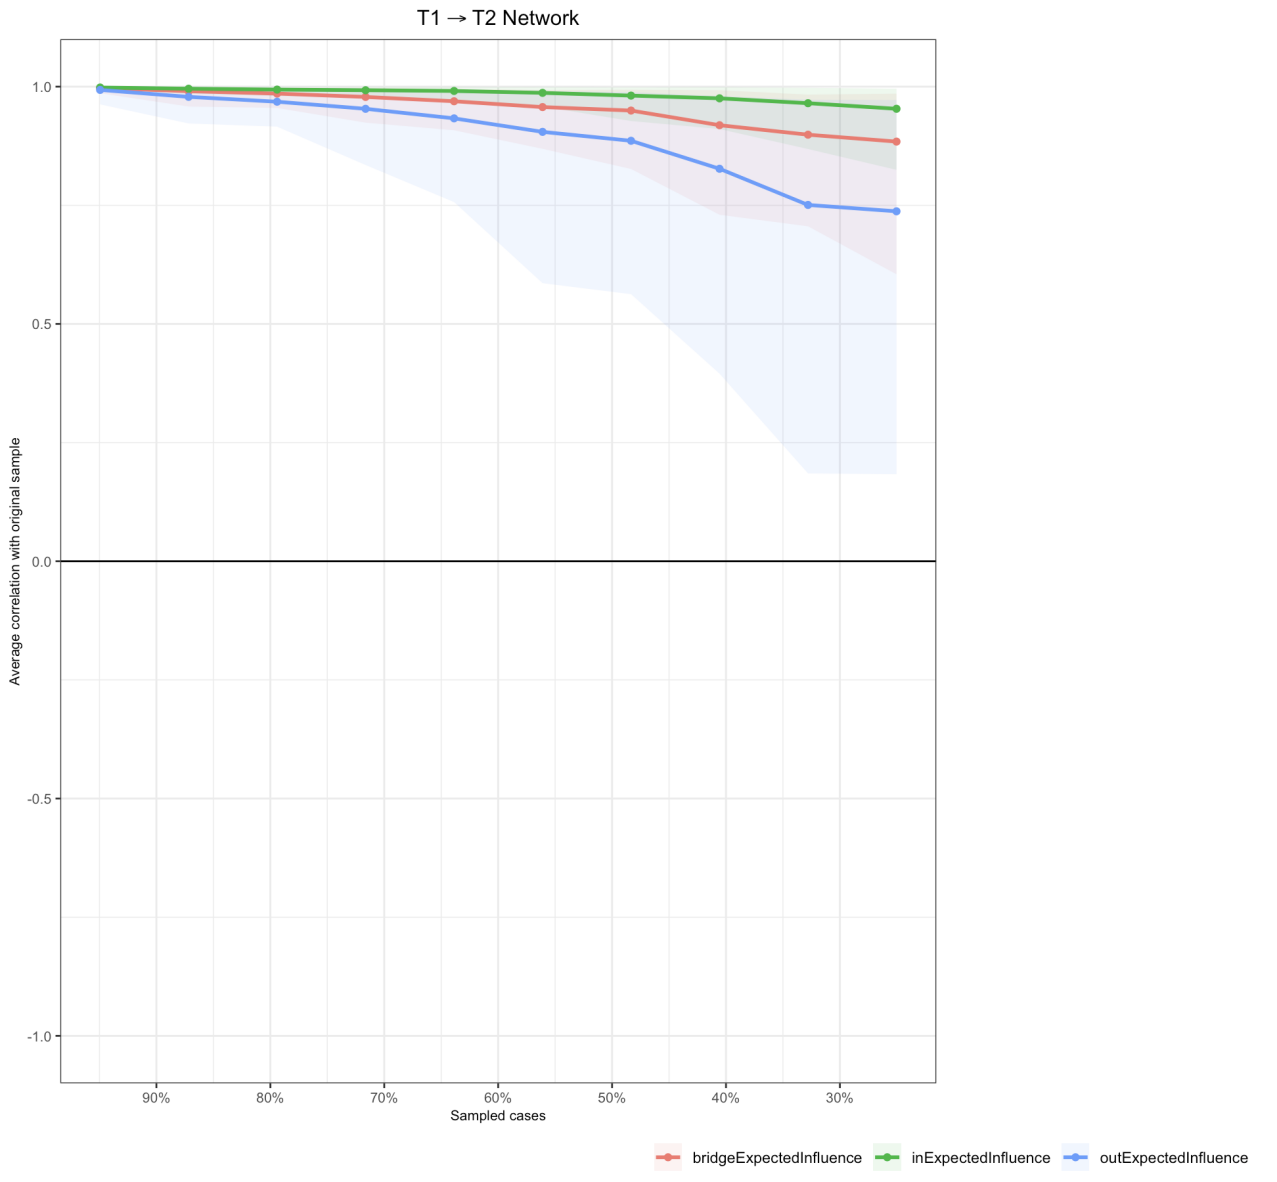 T1 → T2 Network
Average correlation with original sample
1.0
0.5
0.0
-0.5
-1.0
90% 80% 70% 60% 50% 40% 30%
Sampled cases
bridgeExpectedInfluence inExpectedInfluence outExpectedInfluence